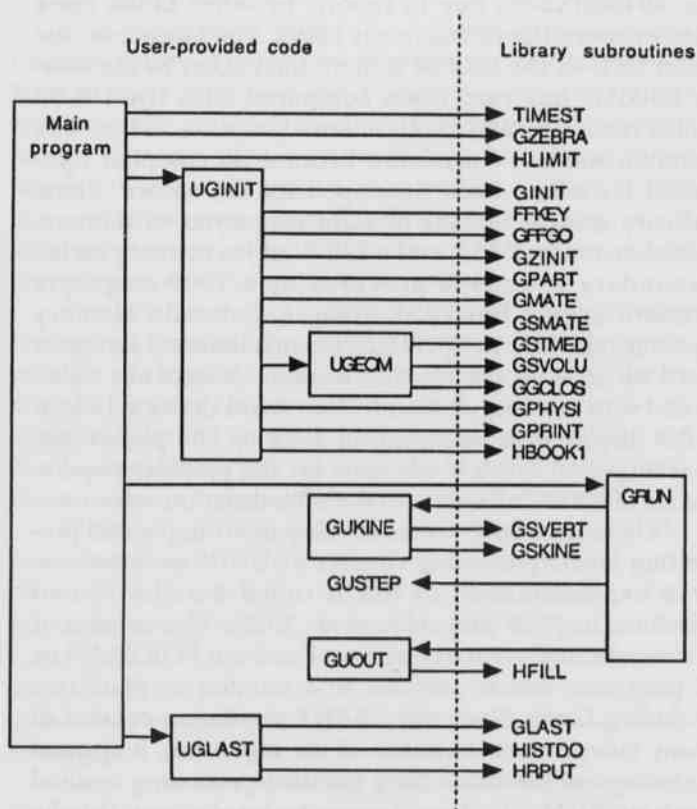 User-provided code
Library subroutines
Main
program
TIMEST
GZEBRA
HLIMIT
UGINIT
GINIT
FFKEY
FFGO
GZINIT
GPART
GMATE
GSMATE
UGEOM
GSTMED
GSVOLU
GGCLOS
GPHYSI
GPRINT
HBOOK1
GRUN
GUKINE
GSVERT
GSKINE
GUSTEP
GUOUT
HFILL
UGLAST
GLAST
HISTDO
HRPUT